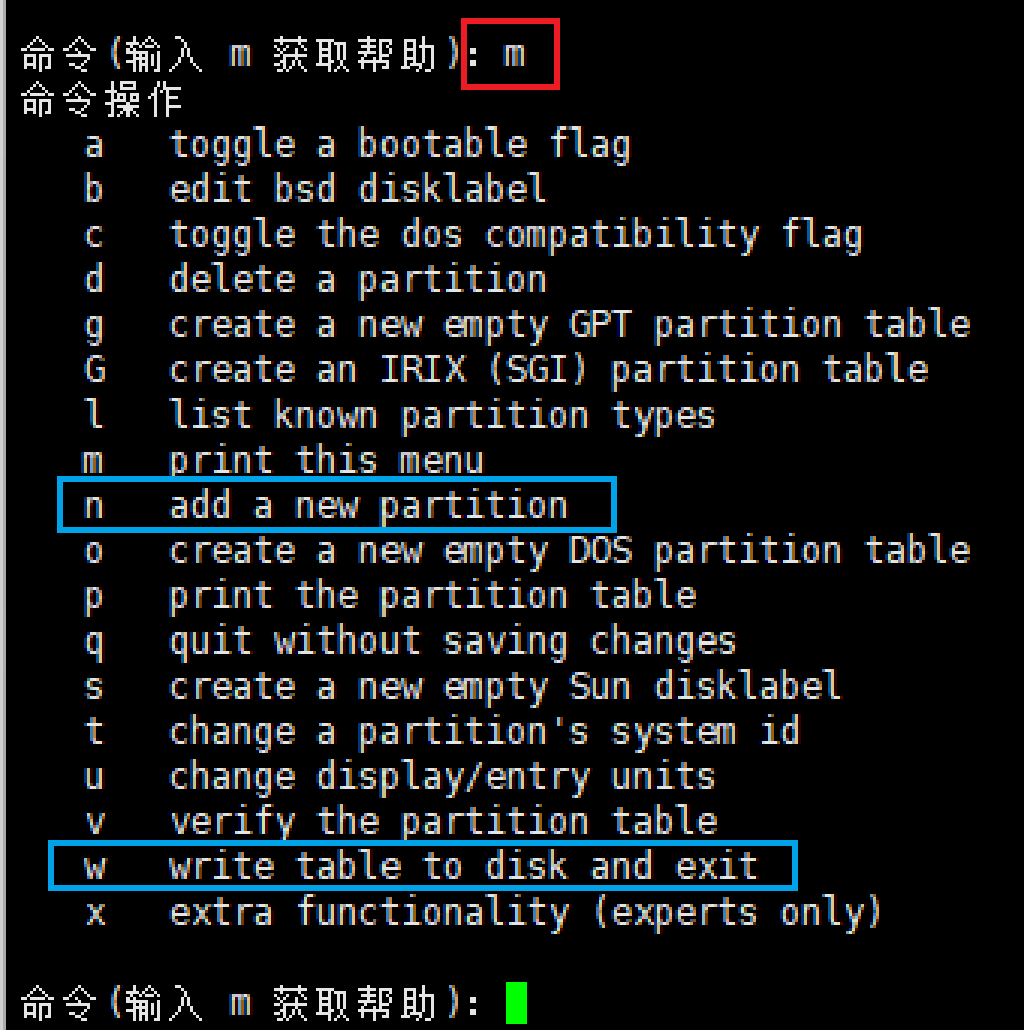 命令(输入 m 获取帮助): m
命令操作
a toggle a bootable flag
b edit bsd disklabel
c toggle the dos compatibility flag
d delete a partition
g create a new empty GPT partition table
G create an IRIX (SGI) partition table
l list known partition types
m print this menu
n add a new partition
o create a new empty DOS partition table
p print the partition table
q quit without saving changes
s create a new empty Sun disklabel
t change a partition's system id
u change display/entry units
v verify the partition table
w write table to disk and exit
x extra functionality (experts only)
命令(输入 m 获取帮助):